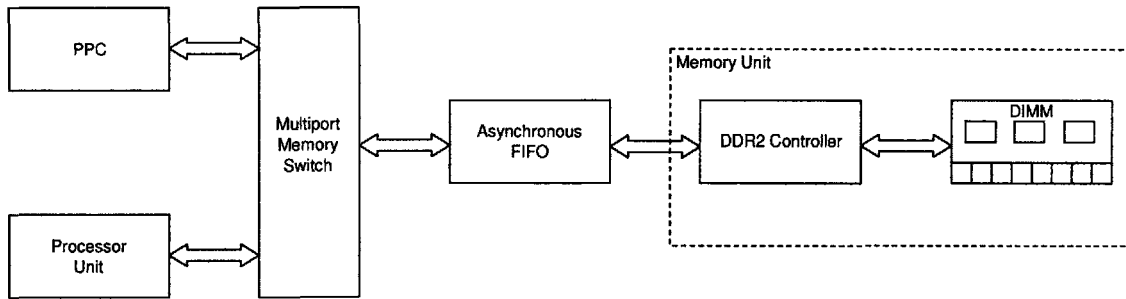 PPC
Multiport
Memory
Switch
Processor
Unit
Asynchronous
FIFO
Memory Unit
DDR2 Controller
DIMM